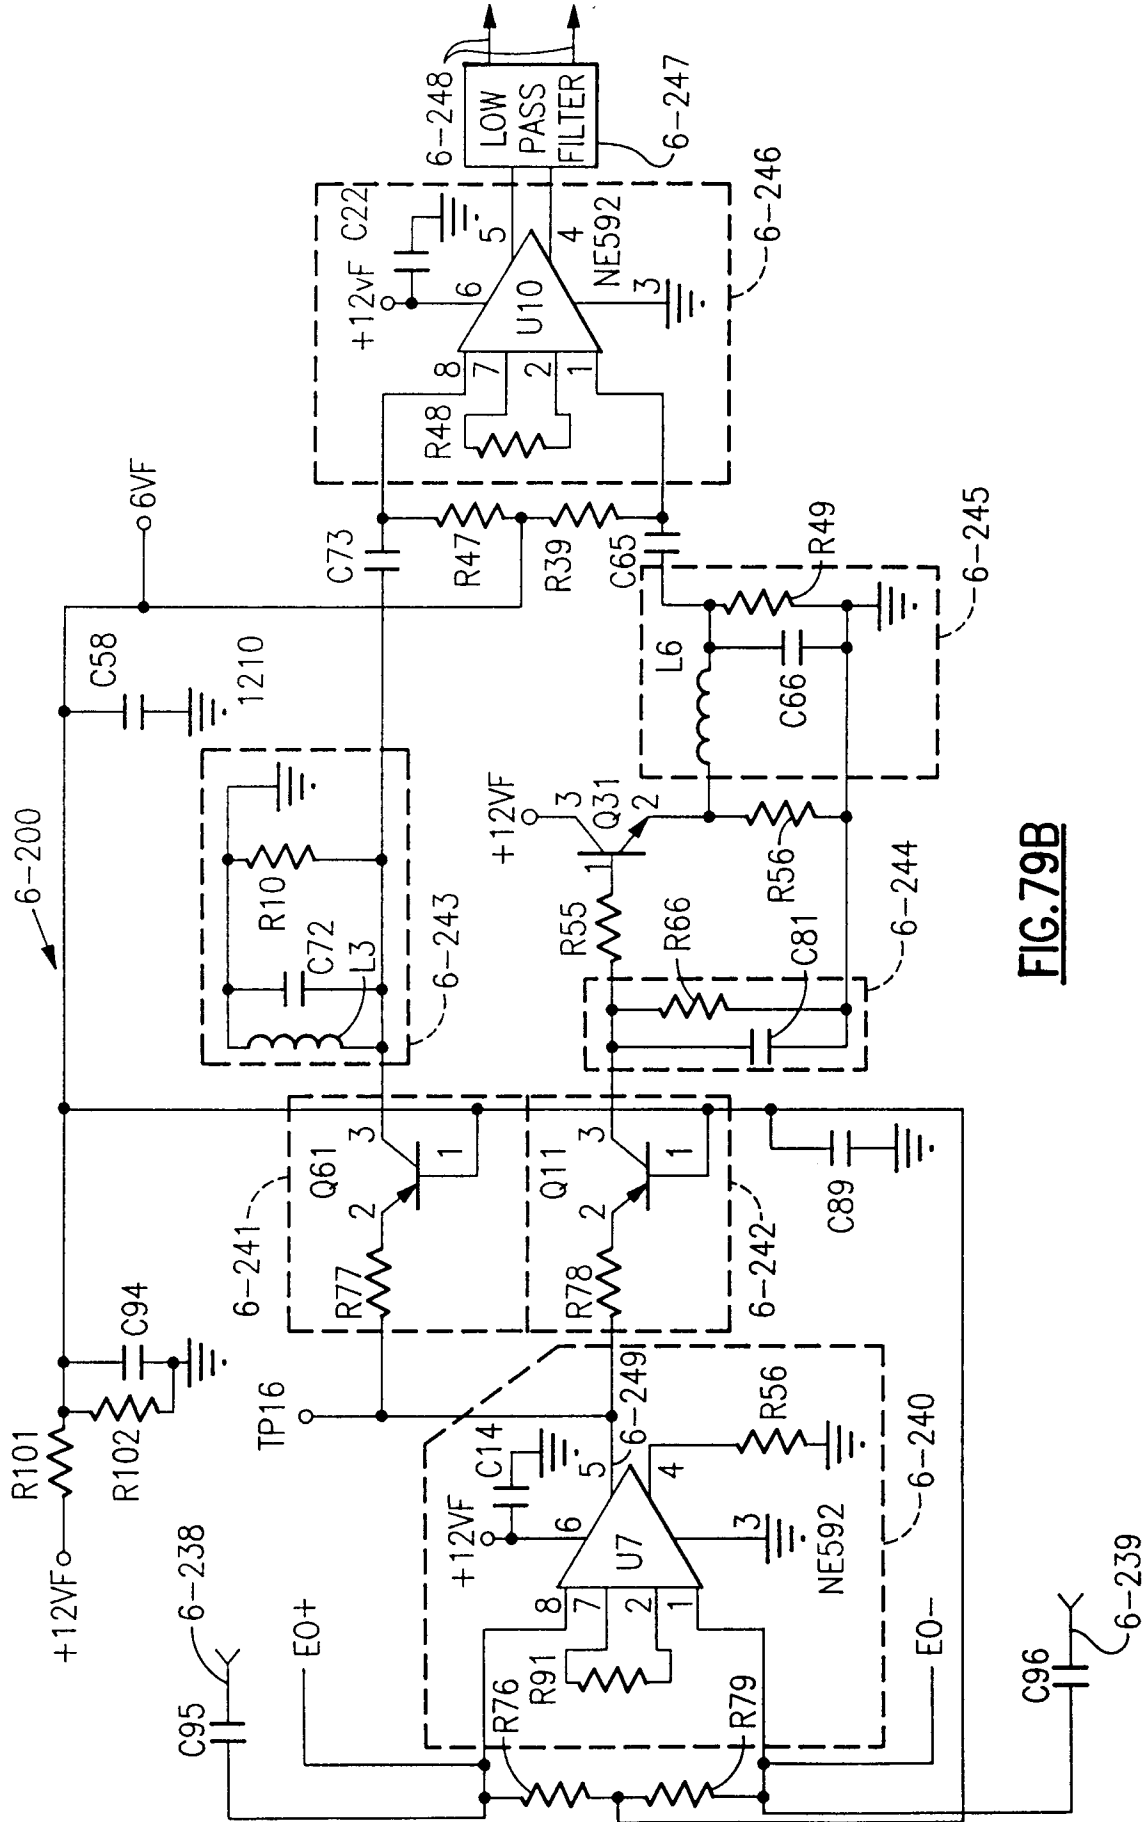 6-200
+12VF
R101
R102
C94
C58
1210
6VF
6-238
C95
EO+
TP16
6-241
Q61
R77
2
3
1
L3
C72
R10
6-243
C73
R47
R39
C65
+12vF
C22
6
8
7
2
1
U10
5
4
3
NE592
R48
6-246
6-248
LOW
PASS
FILTER
6-247
R76
R91
R79
+12VF
C14
6
8
7
2
1
U7
5
4
3
6-249
R56
NE592
6-240
EO-
C96
6-239
Q11
R78
2
3
1
6-242
C89
R55
R66
C81
6-244
+12VF
Q31
3
2
1
R56
L6
C66
R49
6-245
FIG.79B